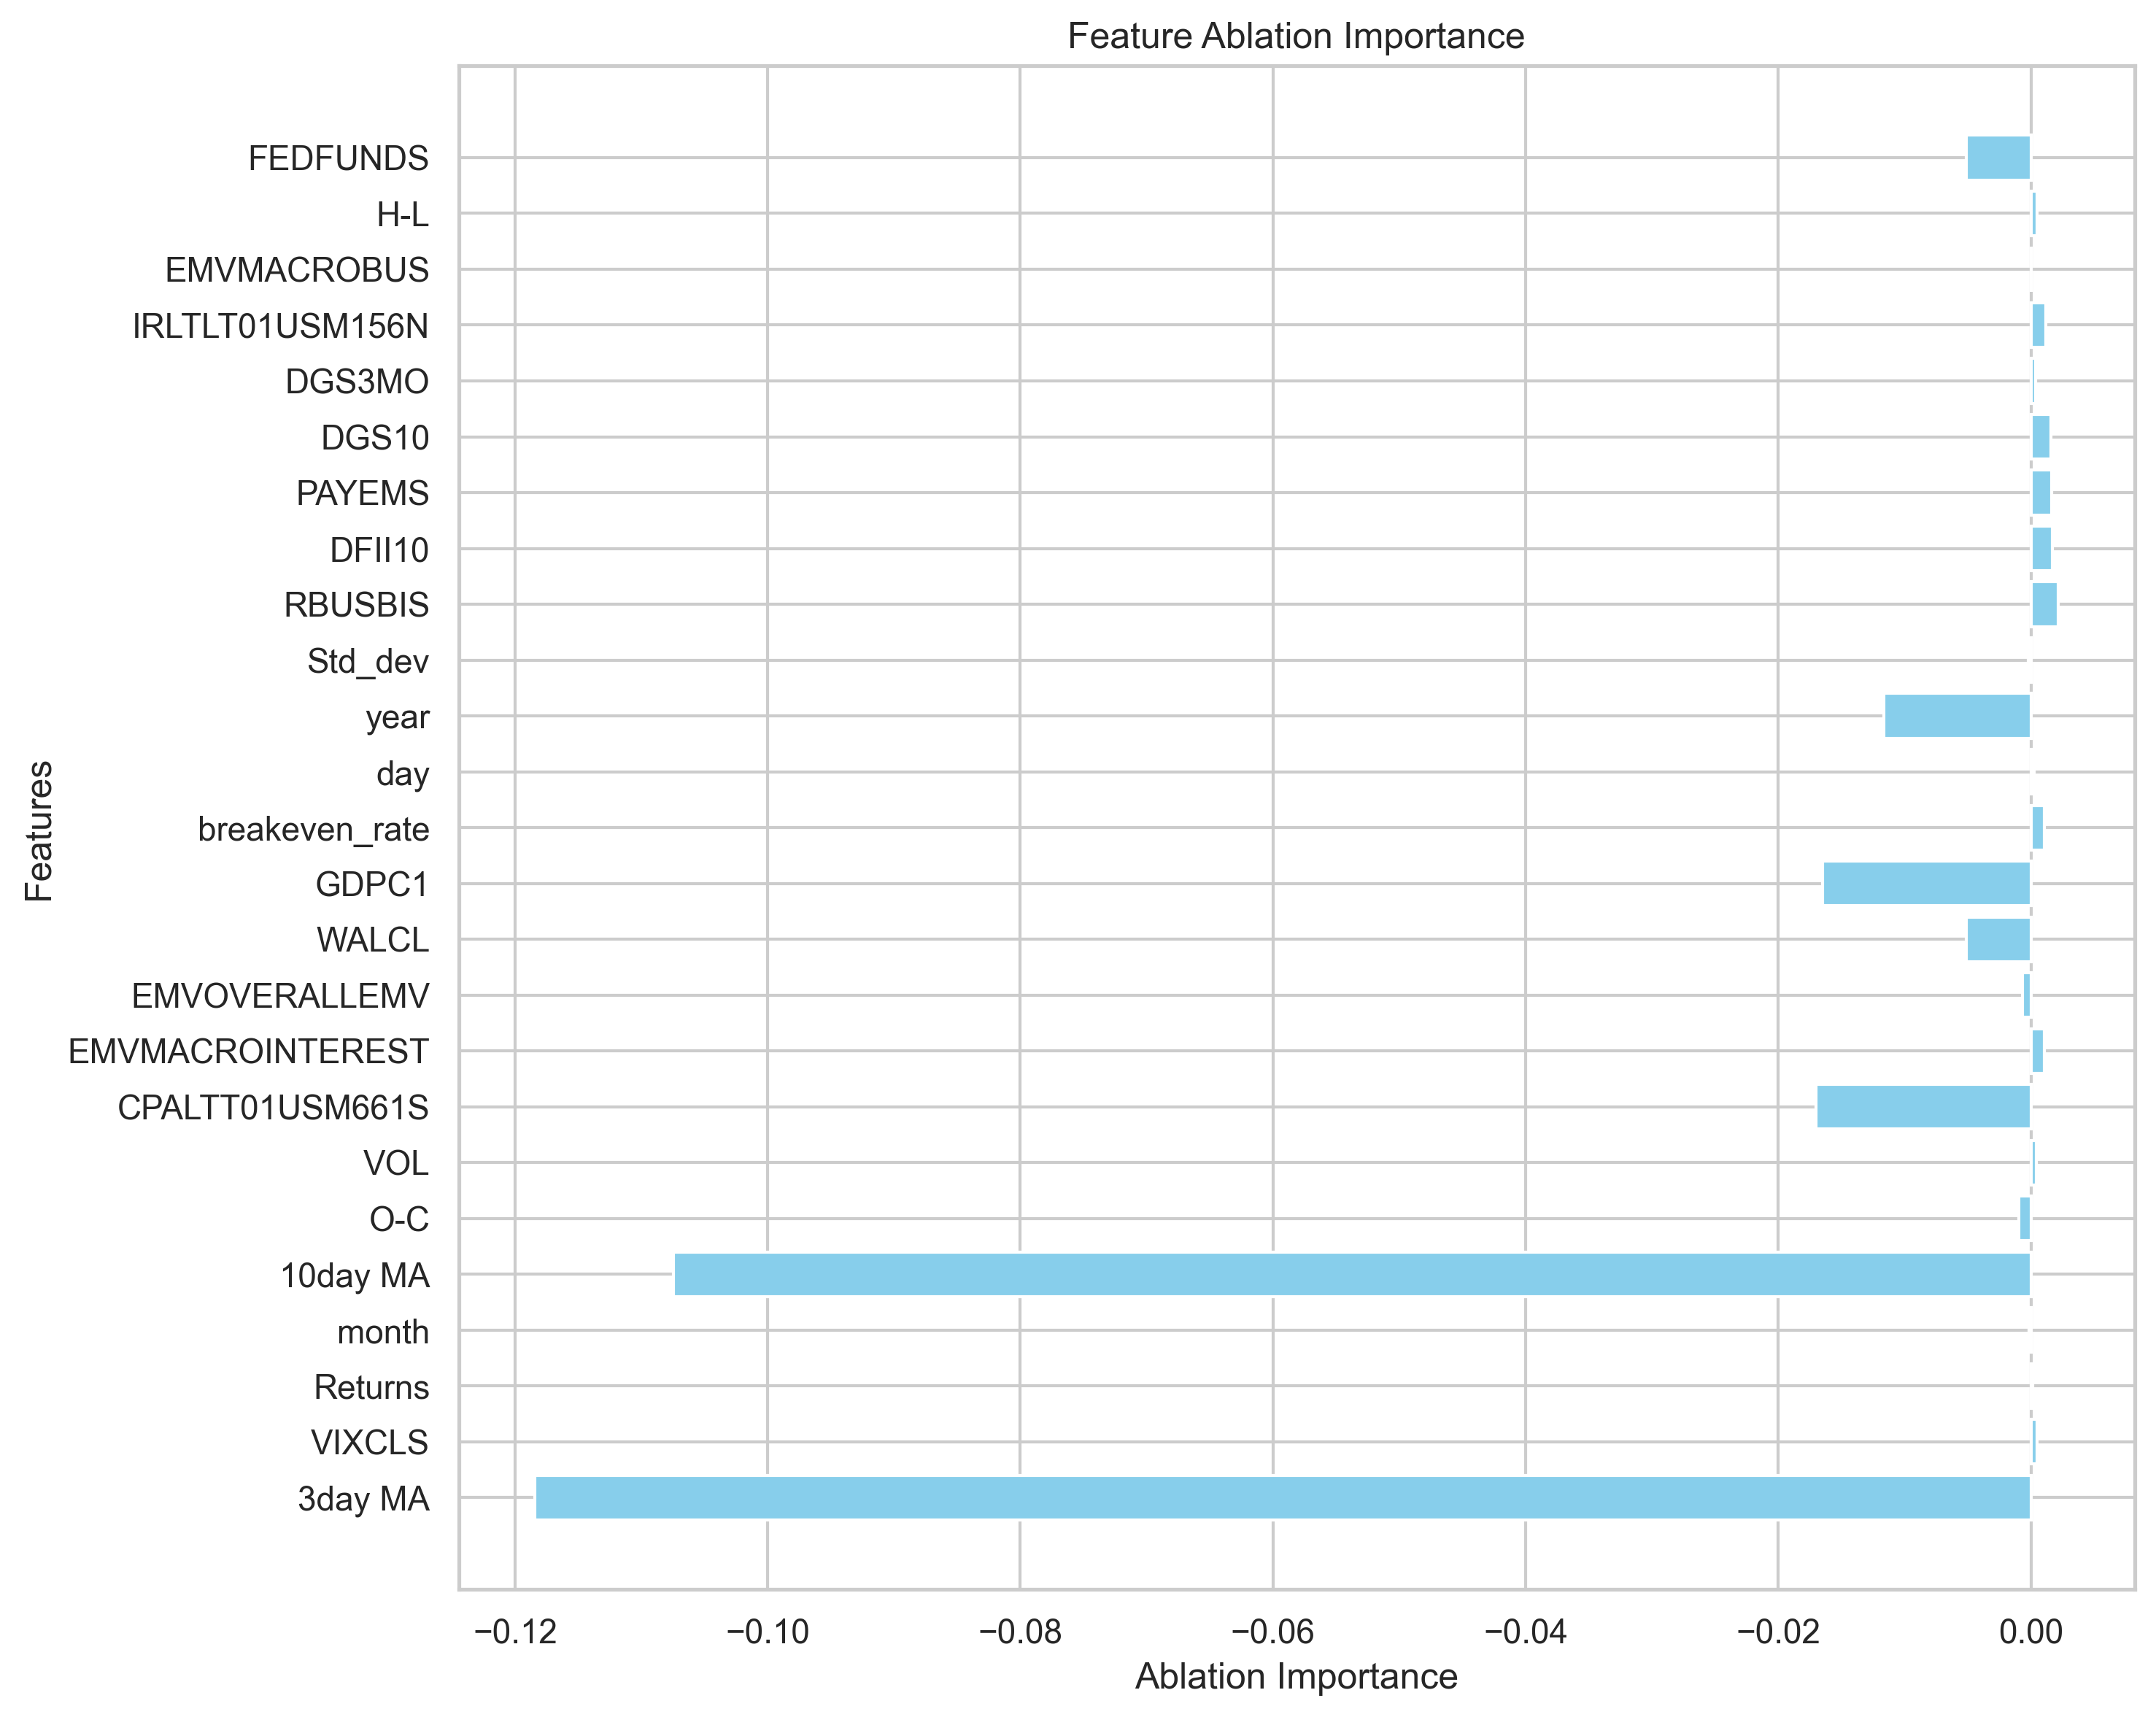 Feature Ablation Importance
FEDFUNDS
H-L
EMVMACROBUS
IRLTLT01USM156N
DGS3MO
DGS10
PAYEMS
DFII10
RBUSBIS
Std_dev
year
day
breakeven_rate
GDPC1
WALCL
EMVOVERALLEMV
EMVMACROINTEREST
CPALTT01USM661S
VOL
O-C
10day MA
month
Returns
VIXCLS
3day MA
Features
−0.12 −0.10 −0.08 −0.06 −0.04 −0.02 0.00
Ablation Importance